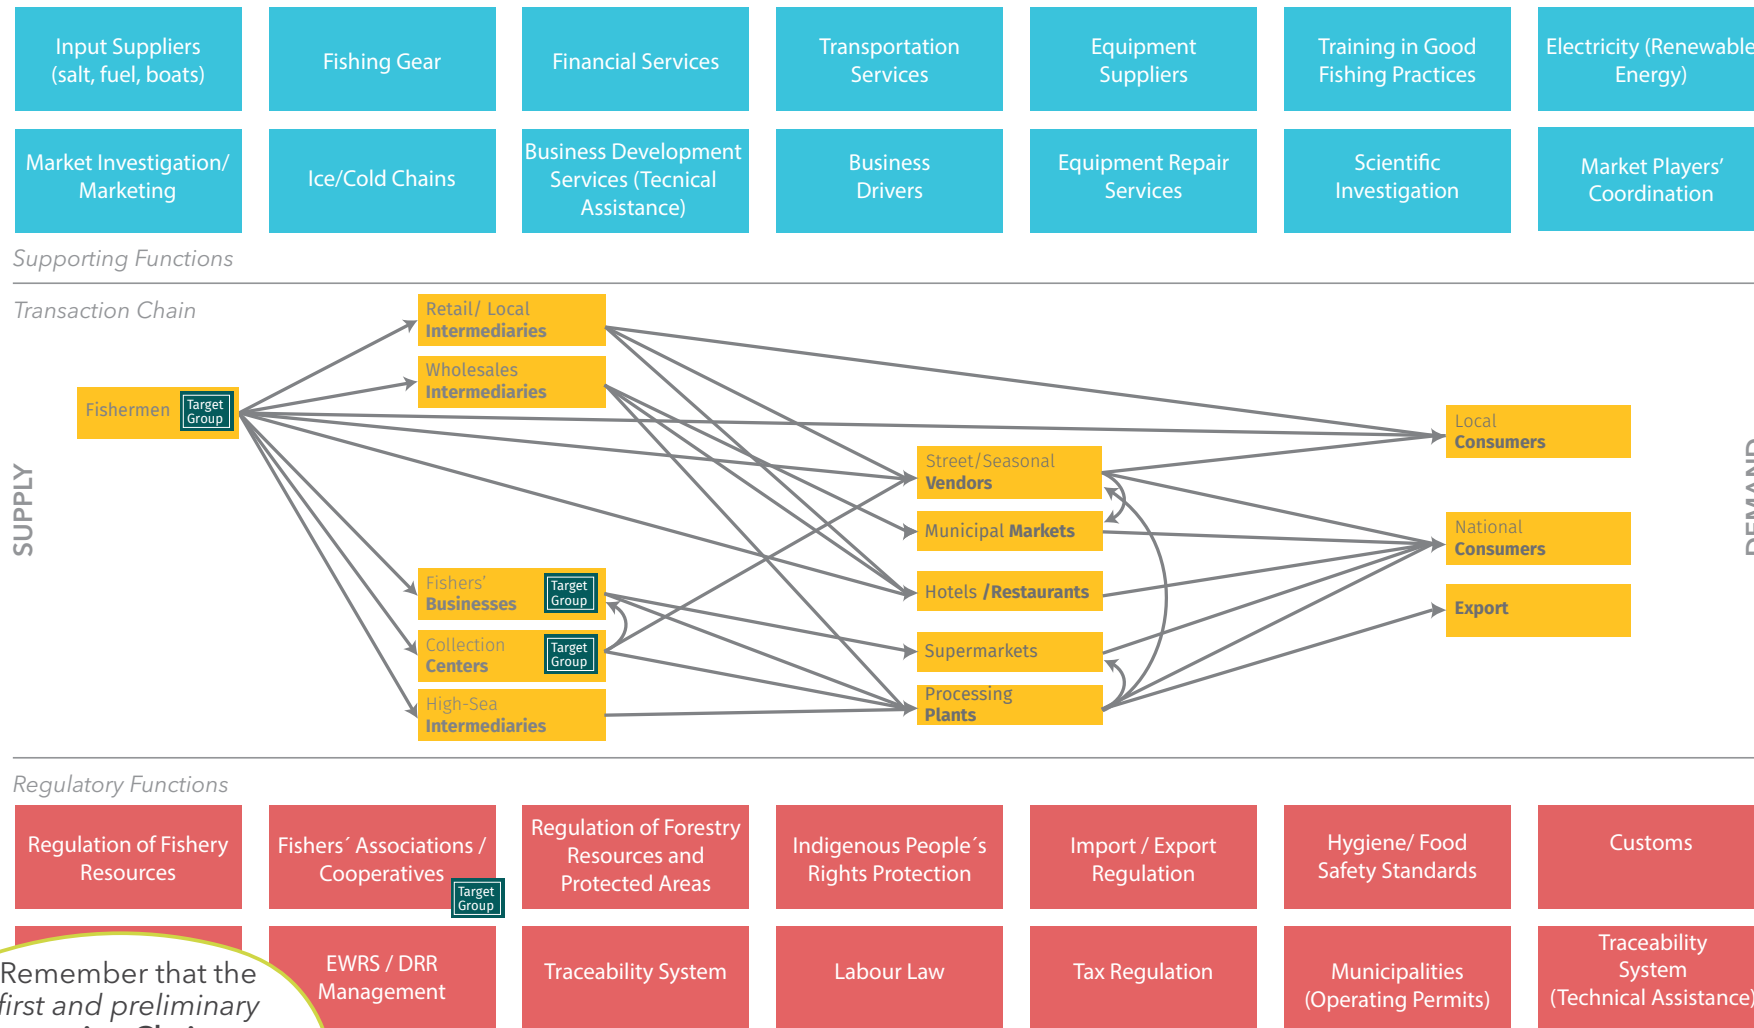 Input Suppliers
(salt, fuel, boats)
Fishing Gear
Financial Services
Transportation
Services
Equipment
Suppliers
Training in Good
Fishing Practices
Electricity (Renewable
Energy)
Market Investigation/
Marketing
Ice/Cold Chains
Business Development
Services (Tecnical
Assistance)
Business
Drivers
Equipment Repair
Services
Scientific
Investigation
Market Players’
Coordination
Supporting Functions
Transaction Chain
SUPPLY
Fishermen
Target
Group
Retail/ Local
Intermediaries
Wholesales
Intermediaries
Fishers’
Businesses
Target
Group
Collection
Centers
Target
Group
High-Sea
Intermediaries
Street/Seasonal
Vendors
Municipal Markets
Hotels /Restaurants
Supermarkets
Processing
Plants
Local
Consumers
National
Consumers
Export
DEMAND
Regulatory Functions
Regulation of Fishery
Resources
Fishers´ Associations /
Cooperatives
Target
Group
Regulation of Forestry
Resources and
Protected Areas
Indigenous People´s
Rights Protection
Import / Export
Regulation
Hygiene/ Food
Safety Standards
Customs
Remember that the
first and preliminary
EWRS / DRR
Management
Traceability System
Labour Law
Tax Regulation
Municipalities
(Operating Permits)
Traceability
System
(Technical Assistance)